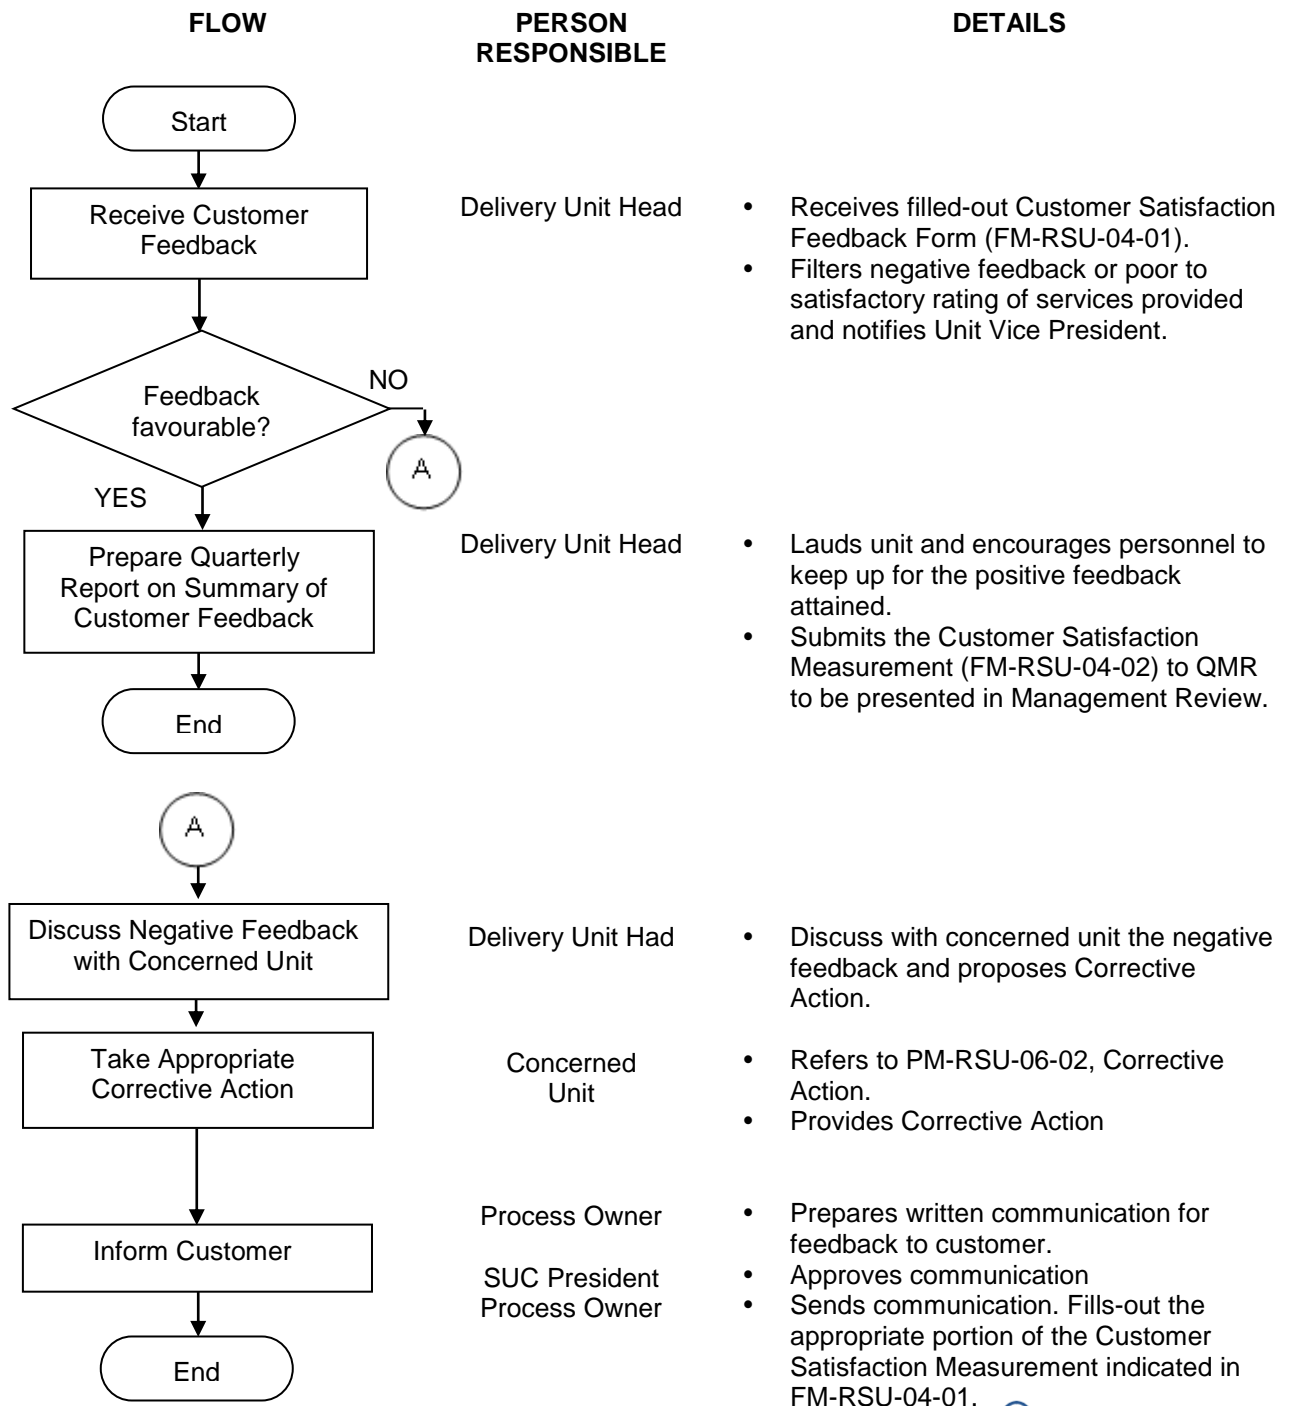 FLOW
PERSON
RESPONSIBLE
DETAILS
Start
Receive Customer
Feedback
Delivery Unit Head
• Receives filled-out Customer Satisfaction
Feedback Form (FM-RSU-04-01).
• Filters negative feedback or poor to
satisfactory rating of services provided
and notifies Unit Vice President.
Feedback
favourable?
NO
A
YES
Prepare Quarterly
Report on Summary of
Customer Feedback
Delivery Unit Head
• Lauds unit and encourages personnel to
keep up for the positive feedback
attained.
• Submits the Customer Satisfaction
Measurement (FM-RSU-04-02) to QMR
to be presented in Management Review.
End
A
Discuss Negative Feedback
with Concerned Unit
Delivery Unit Had
• Discuss with concerned unit the negative
feedback and proposes Corrective
Action.
Take Appropriate
Corrective Action
Concerned
Unit
• Refers to PM-RSU-06-02, Corrective
Action.
• Provides Corrective Action
Inform Customer
Process Owner
• Prepares written communication for
feedback to customer.
SUC President
• Approves communication
Process Owner
• Sends communication. Fills-out the
appropriate portion of the Customer
Satisfaction Measurement indicated in
FM-RSU-04-01.
End